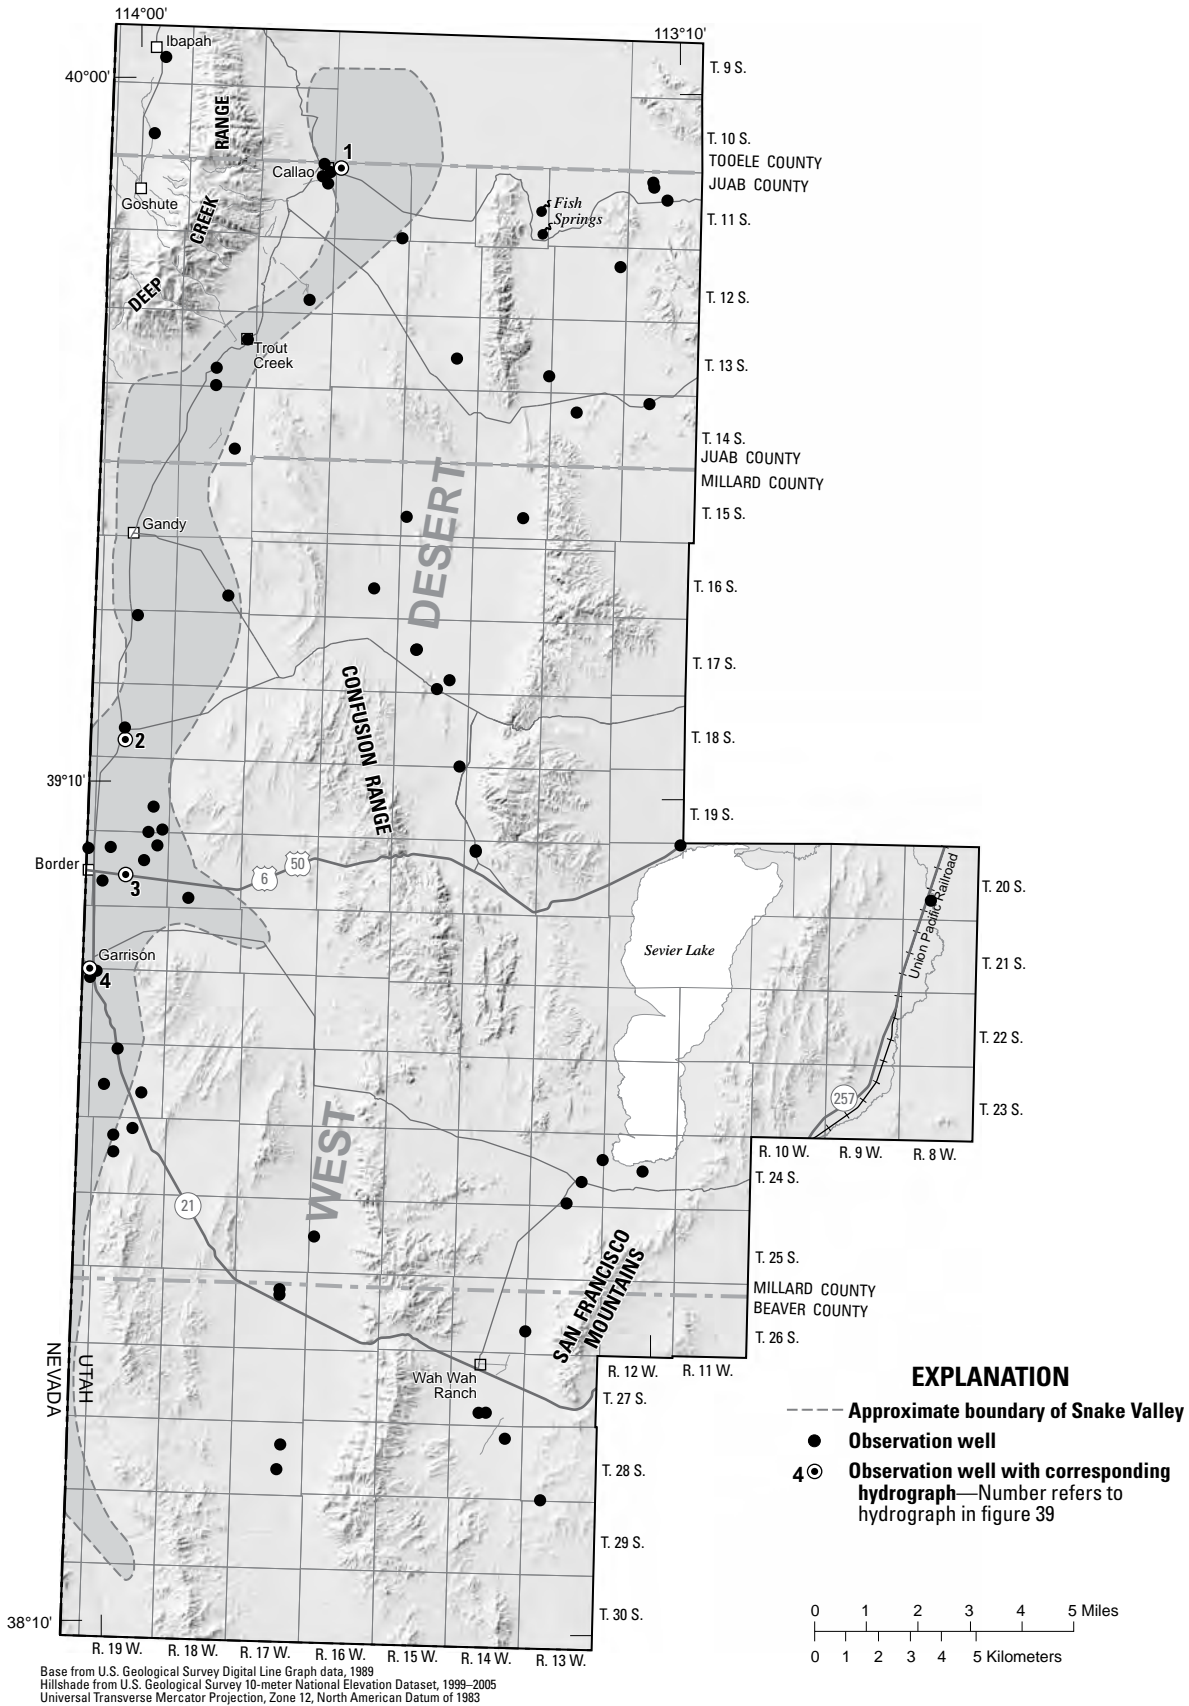 114°00'
113°10'
Ibapah
40°00'
T. 9 S.
DEEP CREEK RANGE
T. 10 S.
TOOELE COUNTY
JUAB COUNTY
1
Callao
Goshute
Fish
Springs
T. 11 S.
T. 12 S.
Trout
Creek
T. 13 S.
T. 14 S.
JUAB COUNTY
MILLARD COUNTY
T. 15 S.
Gandy
WEST DESERT
T. 16 S.
T. 17 S.
CONFUSION RANGE
2
T. 18 S.
39°10'
T. 19 S.
Border
3
6
50
T. 20 S.
Union Pacific Railroad
Garrison
4
Sevier Lake
T. 21 S.
T. 22 S.
257
T. 23 S.
R. 10 W.
R. 9 W.
R. 8 W.
T. 24 S.
21
T. 25 S.
SAN FRANCISCO
MOUNTAINS
MILLARD COUNTY
BEAVER COUNTY
T. 26 S.
NEVADA
UTAH
Wah Wah
Ranch
R. 12 W.
R. 11 W.
T. 27 S.
T. 28 S.
T. 29 S.
T. 30 S.
38°10'
R. 19 W.
R. 18 W.
R. 17 W.
R. 16 W.
R. 15 W.
R. 14 W.
R. 13 W.
EXPLANATION
Approximate boundary of Snake Valley
Observation well
4 Observation well with corresponding
hydrograph—Number refers to
hydrograph in figure 39
0 1 2 3 4 5 Miles
0 1 2 3 4 5 Kilometers
Base from U.S. Geological Survey Digital Line Graph data, 1989
Hillshade from U.S. Geological Survey 10-meter National Elevation Dataset, 1999–2005
Universal Transverse Mercator Projection, Zone 12, North American Datum of 1983